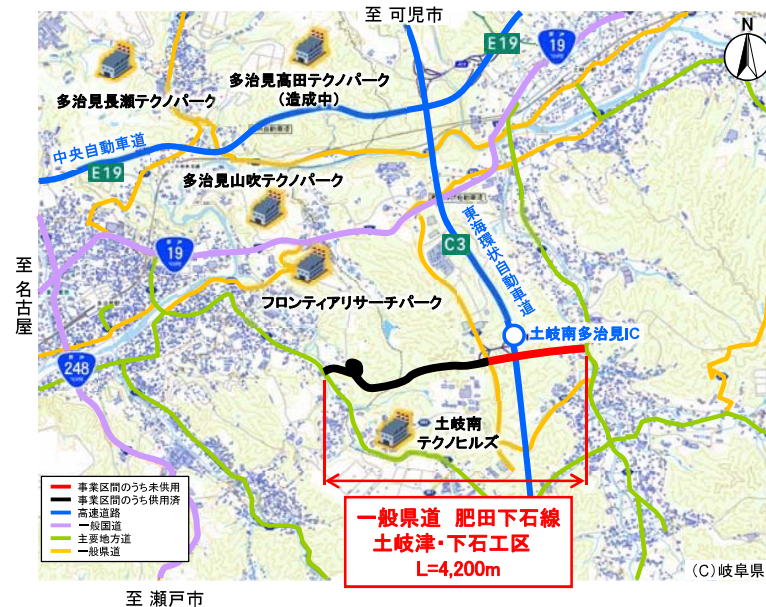 至 可児市
N
E19
19
多治見長瀬テクノパーク
多治見高田テクノパーク
(造成中)
中央自動車道
E19
多治見山吹テクノパーク
C3
東海環状自動車道
19
至 名古屋
フロンティアリサーチパーク
土岐南多治見IC
248
土岐南
テクノヒルズ
事業区間のうち未供用
事業区間のうち供用済
高速道路
一般国道
主要地方道
一般県道
一般県道 肥田下石線
土岐津・下石工区
L=4,200m
(C)岐阜県
至 瀬戸市